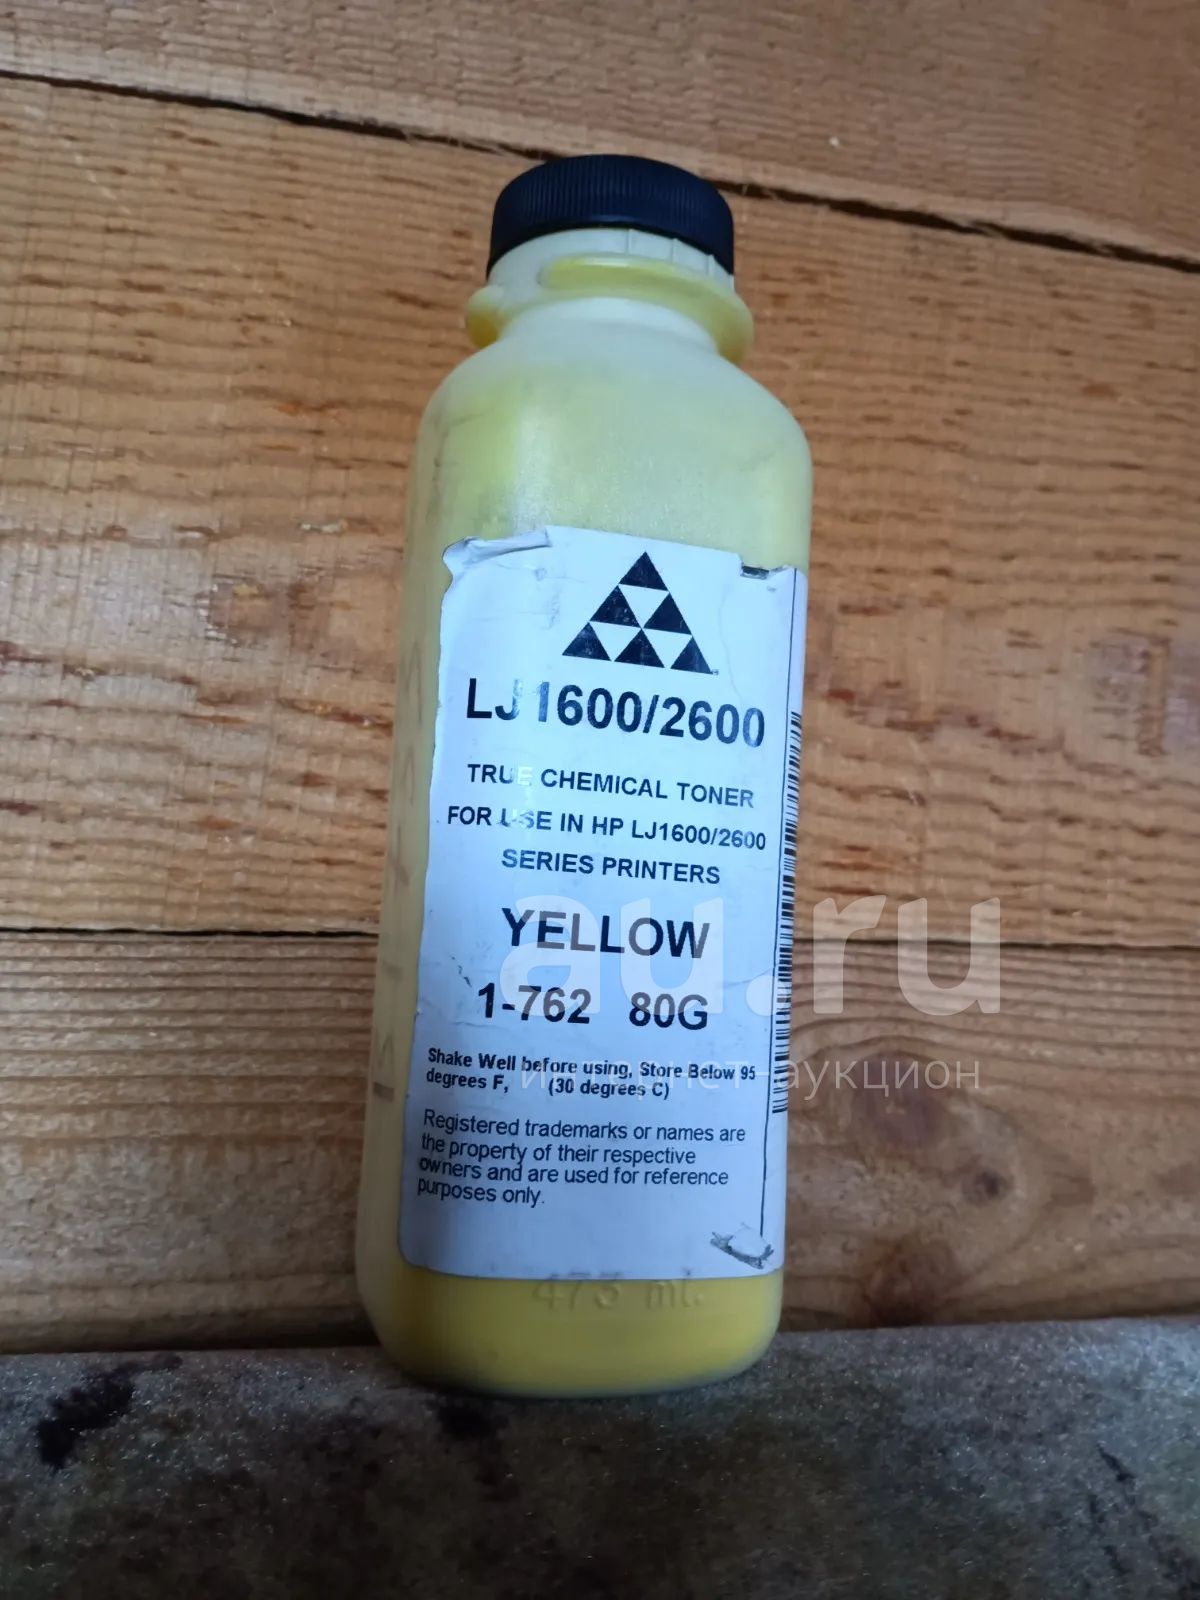 LJ1600/2600
TRUE CHEMICAL TONER
FOR USE IN HP LJ1600/2600
SERIES PRINTERS
YELLOW
1-762 80G
Shake Well before using, Store Below 95
degrees F, (30 degrees C)
Registered trademarks or names are
the property of their respective
owners and are used for reference
purposes only.
475 ml.
au.ru
интернет-аукцион